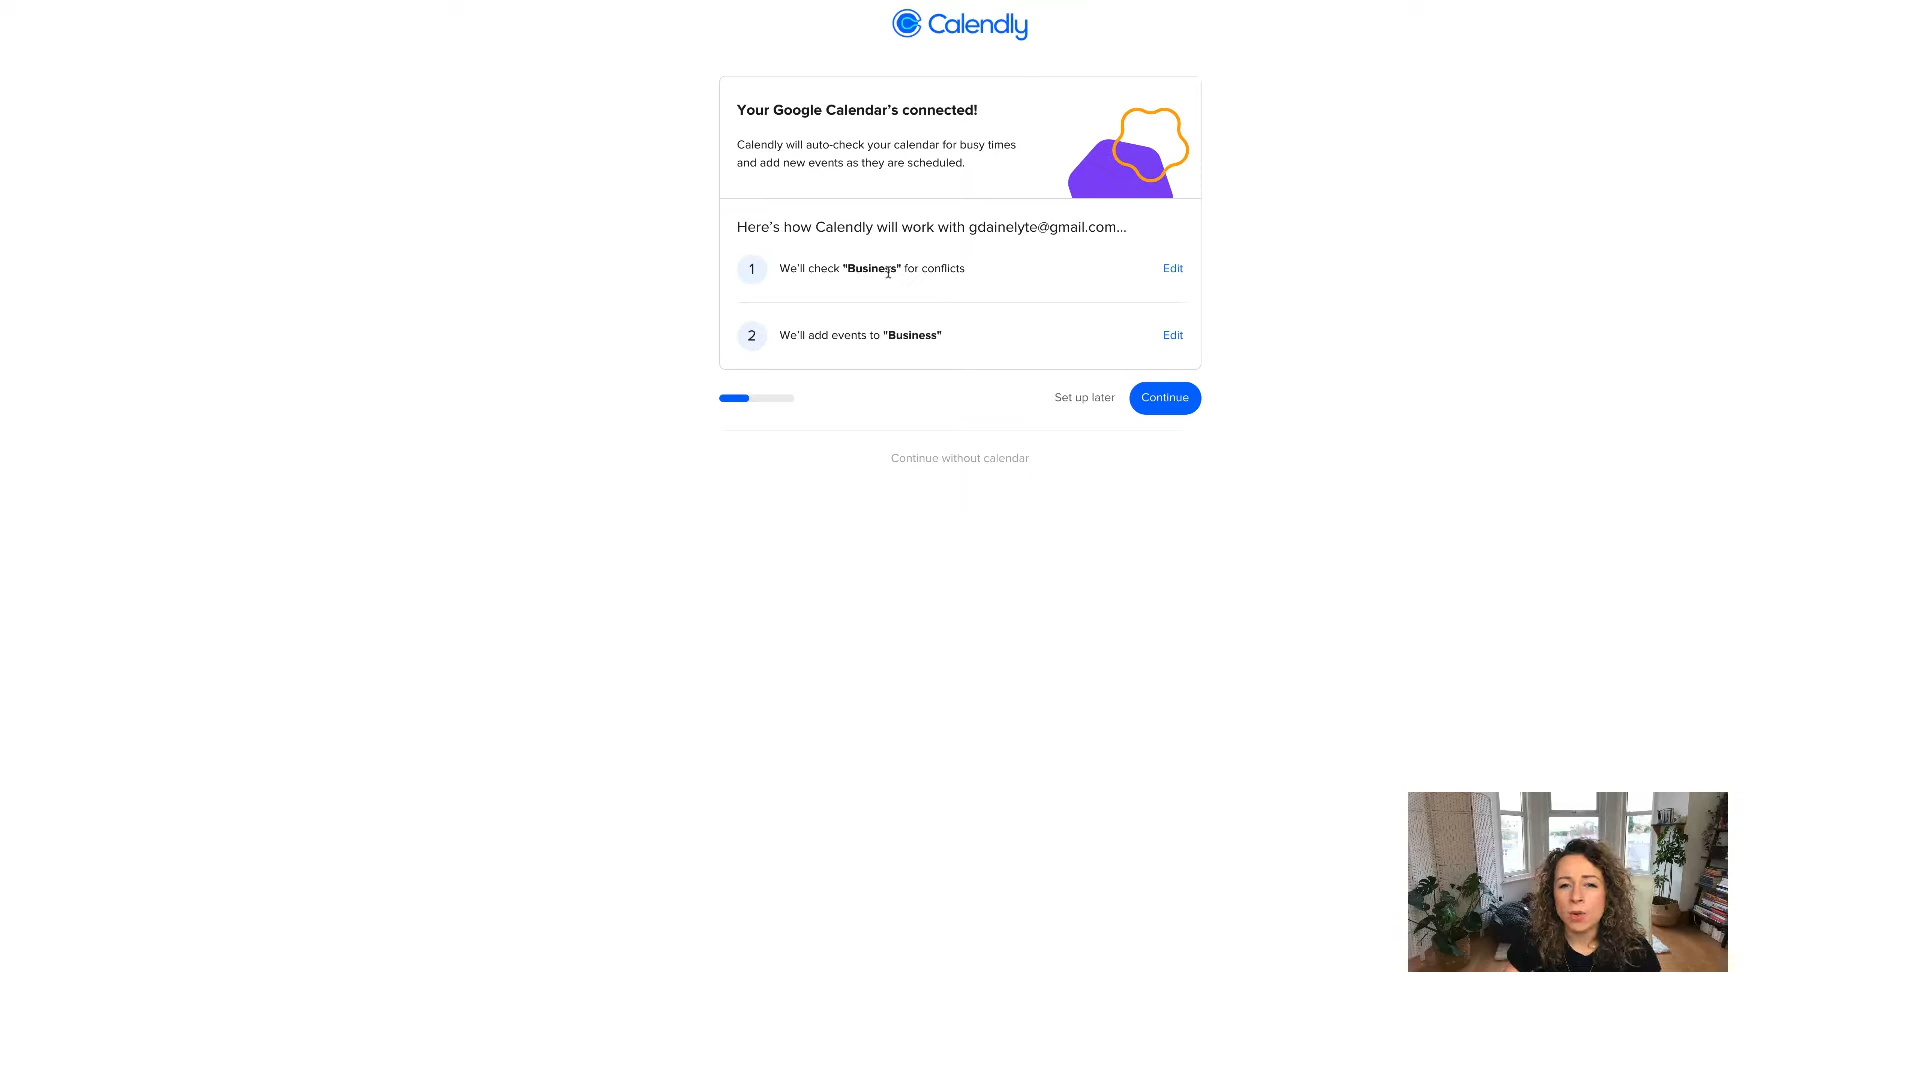 Calendly
Your Google Calendar's connected!
Calendly will auto-check your calendar for busy times
and add new events as they are scheduled.
Here's how Calendly will work with gdainelyte@gmail.com...
1 We'll check "Business" for conflicts Edit
2 We'll add events to "Business" Edit
Set up later Continue
Continue without calendar